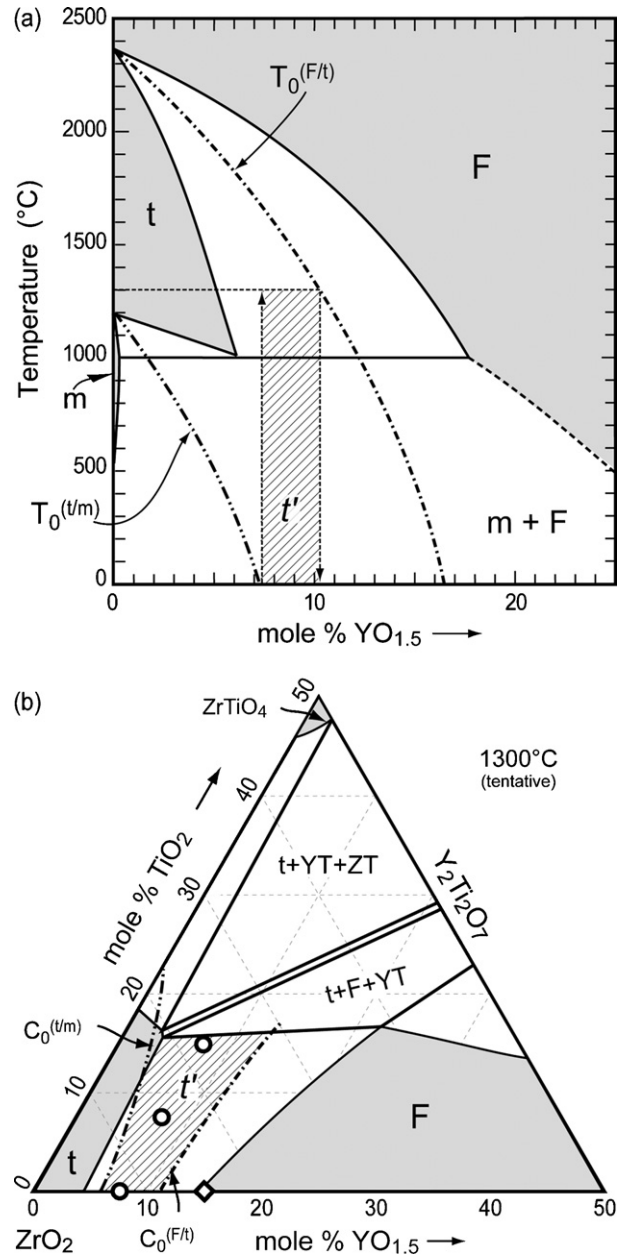 (a)
2500
2000
1500
1000
500
0
Temperature (°C)
T₀(F/t)
F
t
m
t'
T₀(t/m)
m + F
0 10 20
mole % YO₁.₅
(b)
ZrTiO₄
50
1300°C
(tentative)
40
mole % TiO₂
30
t+YT+ZT
Y₂Ti₂O₇
20
t+F+YT
C₀(t/m)
10
t'
t
F
0
0 10 20 30 40 50
ZrO₂
C₀(F/t)
mole % YO₁.₅